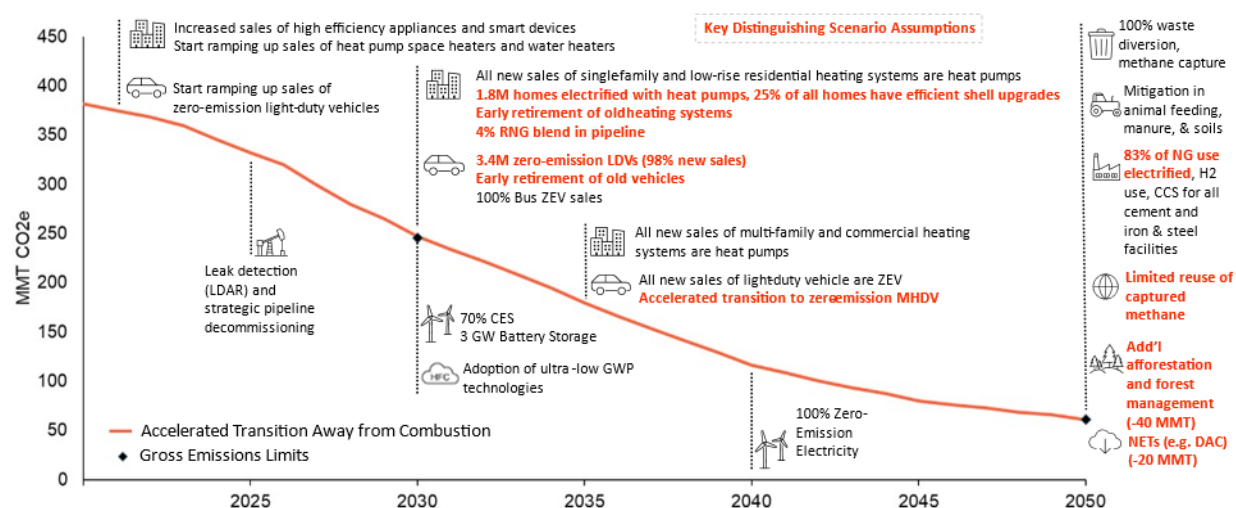 Key Distinguishing Scenario Assumptions
MMT CO2e
450
400
350
300
250
200
150
100
50
0
2025
2030
2035
2040
2045
2050
Accelerated Transition Away from Combustion
Gross Emissions Limits
Increased sales of high efficiency appliances and smart devices
Start ramping up sales of heat pump space heaters and water heaters
Start ramping up sales of
zero-emission light-duty vehicles
Leak detection
(LDAR) and
strategic pipeline
decommissioning
All new sales of singlefamily and low-rise residential heating systems are heat pumps
1.8M homes electrified with heat pumps, 25% of all homes have efficient shell upgrades
Early retirement of oldheating systems
4% RNG blend in pipeline
3.4M zero-emission LDVs (98% new sales)
Early retirement of old vehicles
100% Bus ZEV sales
70% CES
3 GW Battery Storage
HFC
Adoption of ultra-low GWP
technologies
All new sales of multi-family and commercial heating
systems are heat pumps
All new sales of light-duty vehicle are ZEV
Accelerated transition to zero-emission MHDV
100% Zero-
Emission
Electricity
100% waste
diversion,
methane capture
Mitigation in
animal feeding,
manure, & soils
83% of NG use
electrified, H2
use, CCS for all
cement and
iron & steel
facilities
Limited reuse of
captured
methane
Add'l
afforestation
and forest
management
(-40 MMT)
NETs (e.g. DAC)
(-20 MMT)